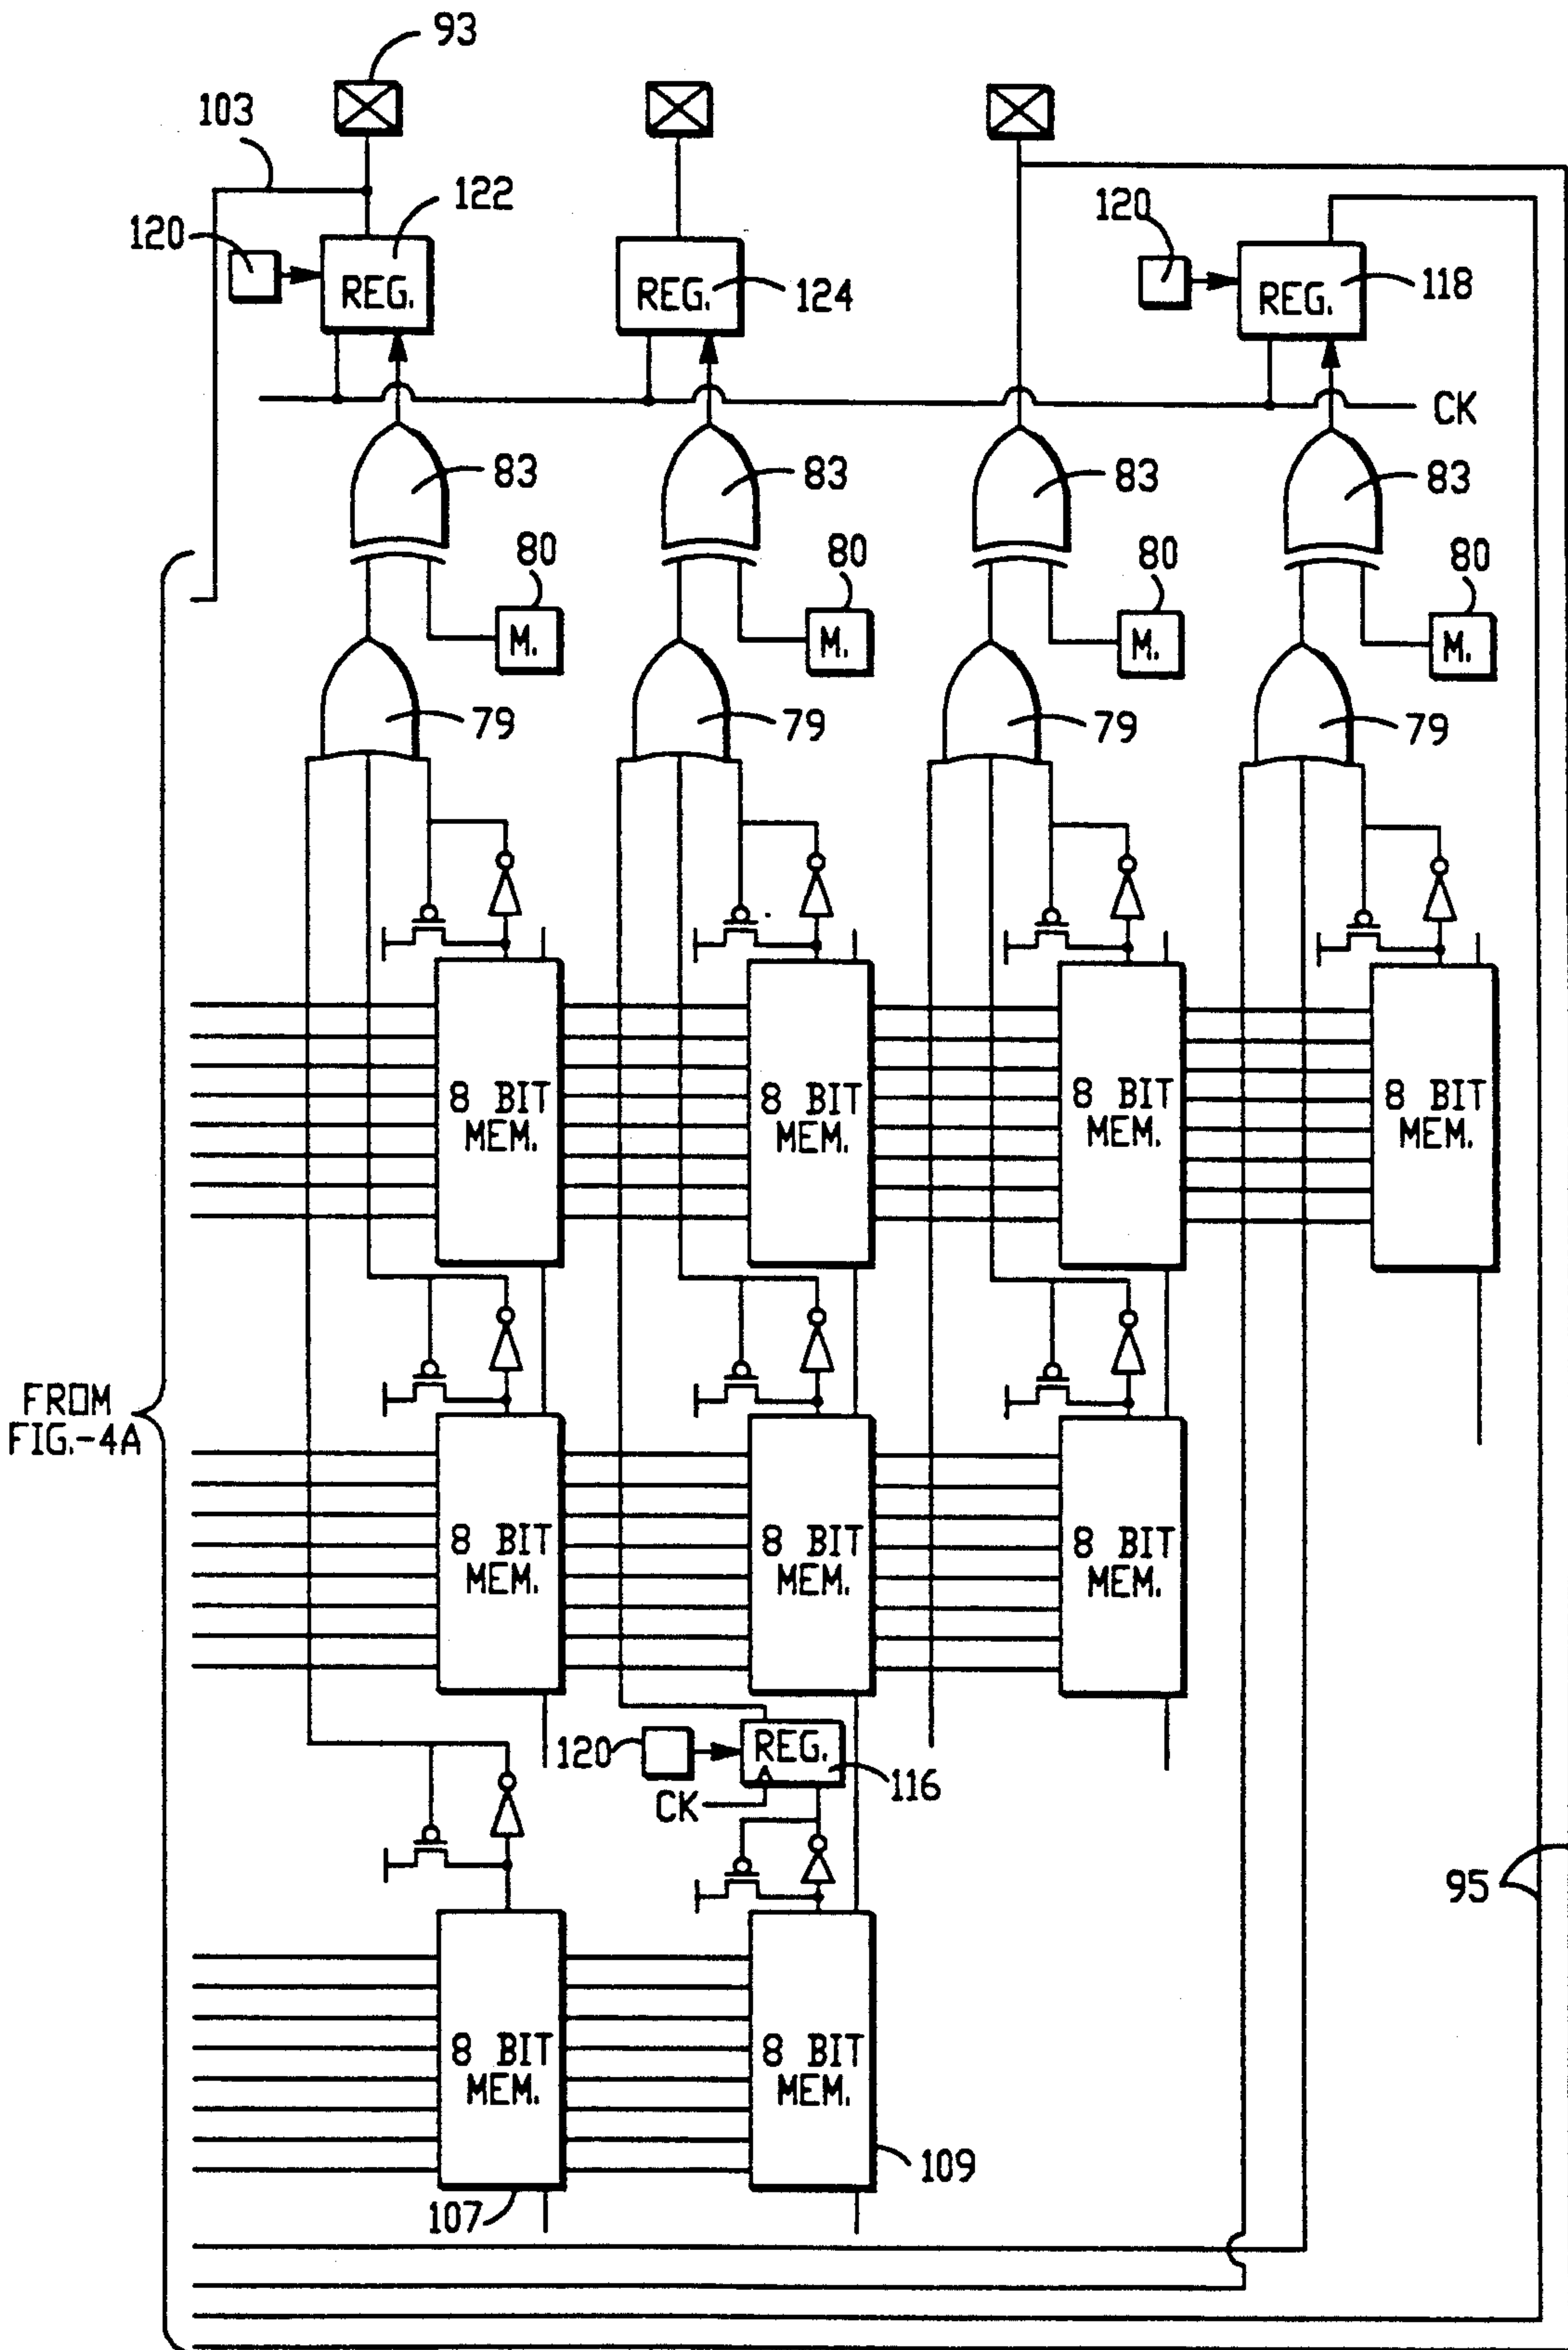 93
103
122
120
REG.
REG.
124
120
REG.
118
CK
83
83
83
83
80
80
80
80
M.
M.
M.
M.
79
79
79
79
8 BIT
MEM.
8 BIT
MEM.
8 BIT
MEM.
8 BIT
MEM.
FROM
FIG.-4A
8 BIT
MEM.
8 BIT
MEM.
8 BIT
MEM.
120
REG.
116
CK
95
8 BIT
MEM.
8 BIT
MEM.
109
107